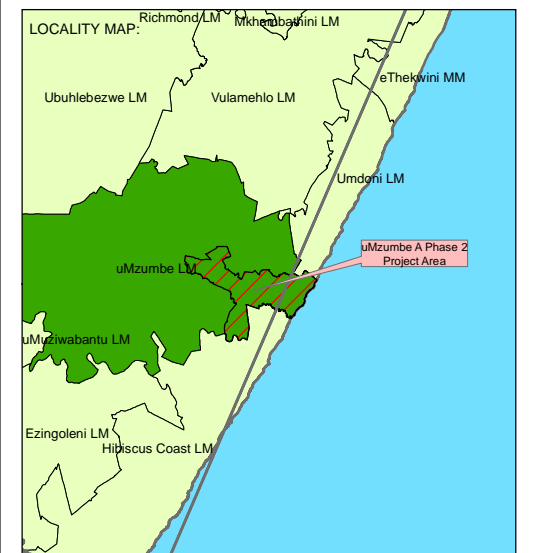 Richmond LM
Mkhambathini LM
LOCALITY MAP:
eThekwini MM
Ubuhlebezwe LM
Vulamehlo LM
Umdoni LM
uMzumbe A Phase 2
Project Area
uMzumbe LM
uMuziwabantu LM
Ezingoleni LM
Hibiscus Coast LM